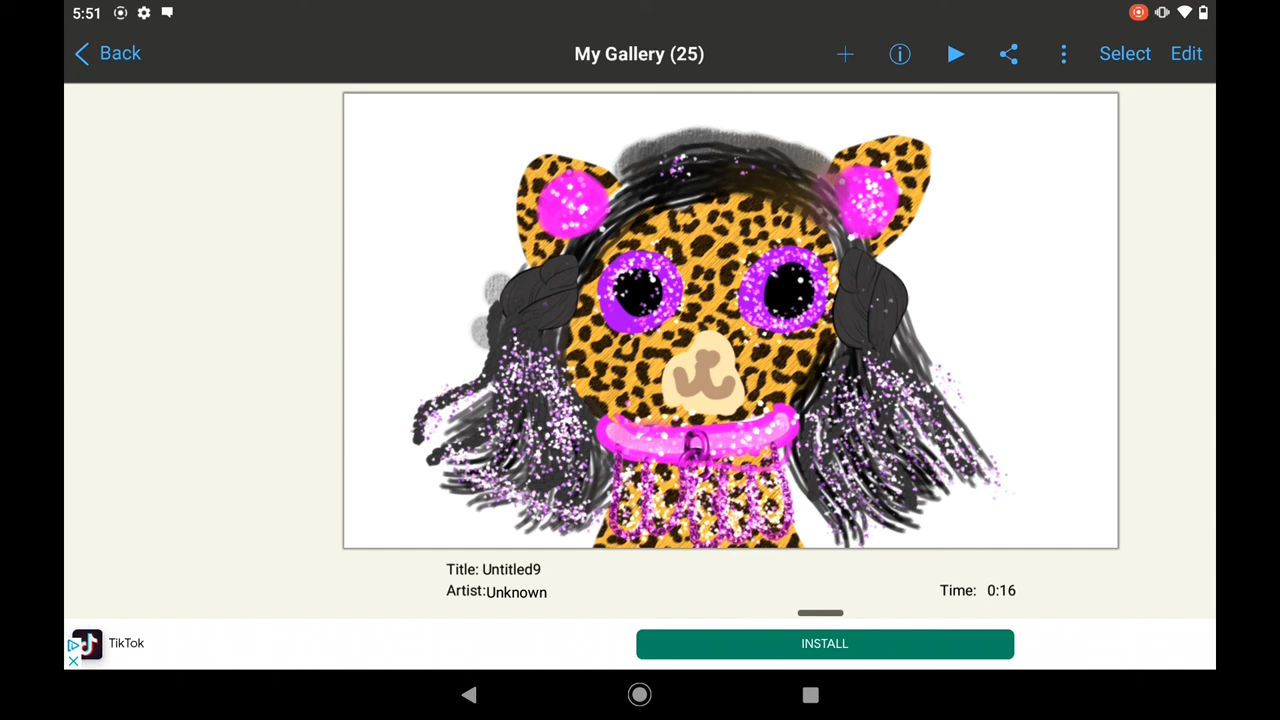 5:51
Back
My Gallery (25)
Select
Edit
Title: Untitled9
Artist:Unknown
Time: 0:16
TikTok
INSTALL